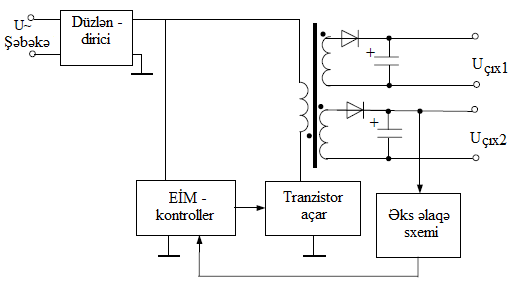 U~
Şəbəkə
Düzlən -
dirici
+
Uçıx1
+
Uçıx2
EİM -
kontroller
Tranzistor
açar
Əks əlaqə
sxemi